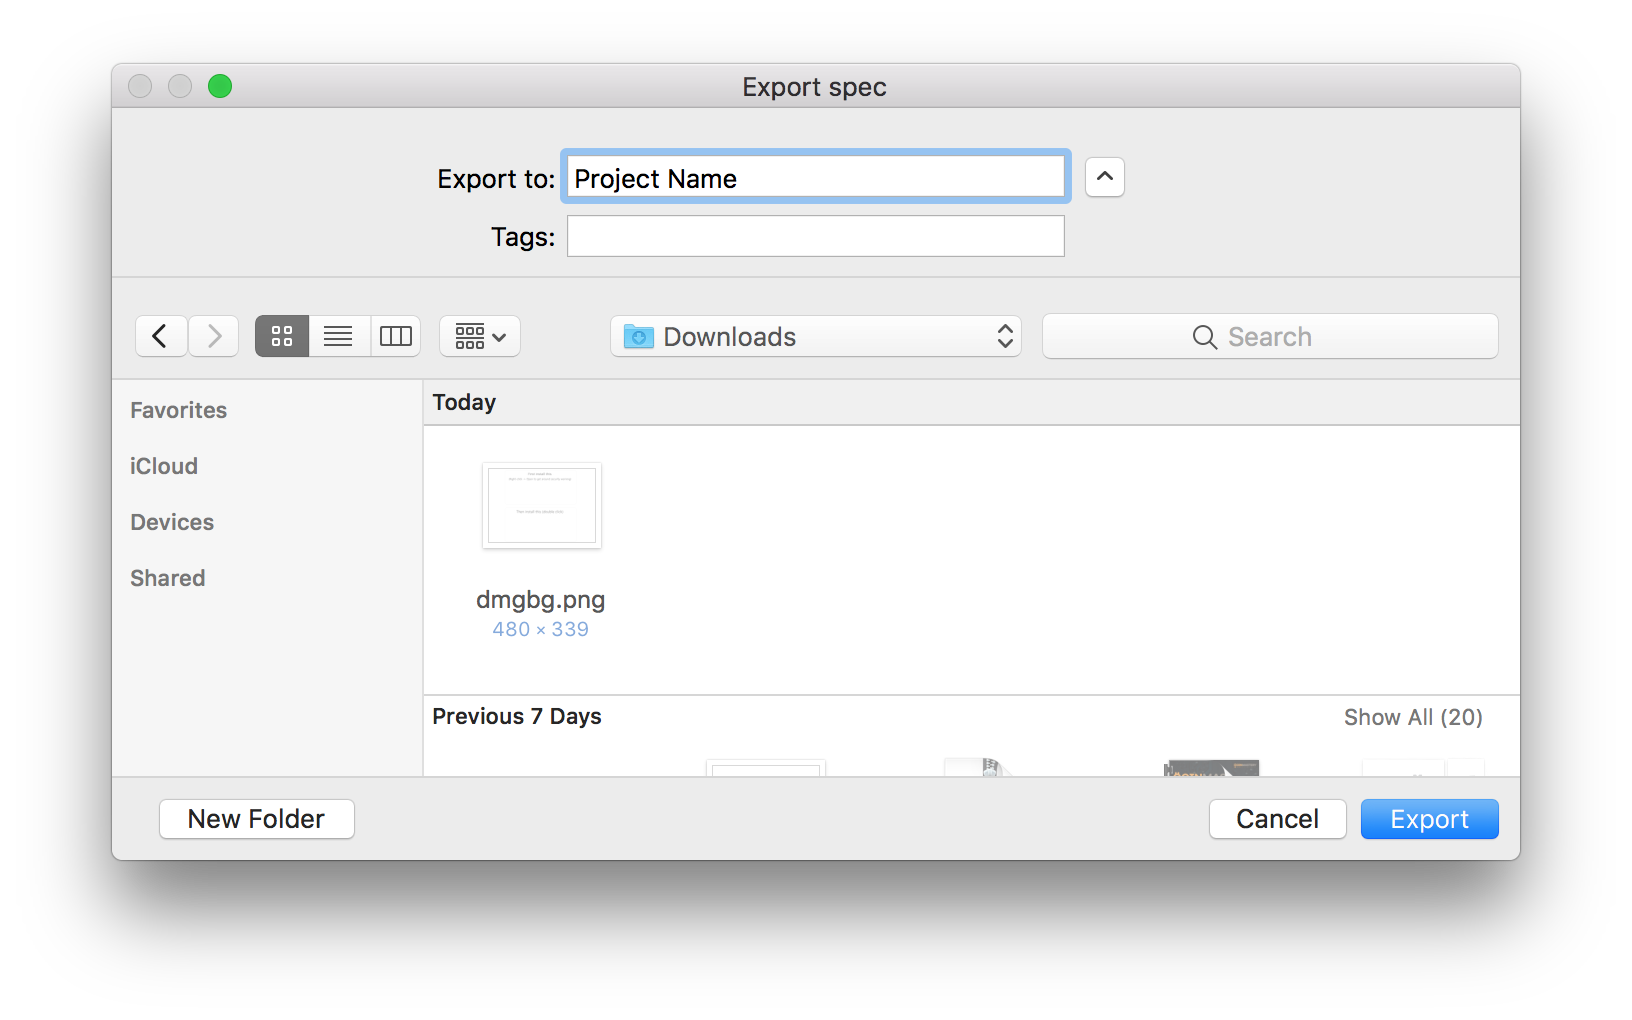 Export spec
Export to: Project Name
Tags:
Downloads
Search
Favorites
iCloud
Devices
Shared
Today
dmgbg.png
480 × 339
Previous 7 Days
Show All (20)
New Folder
Cancel
Export